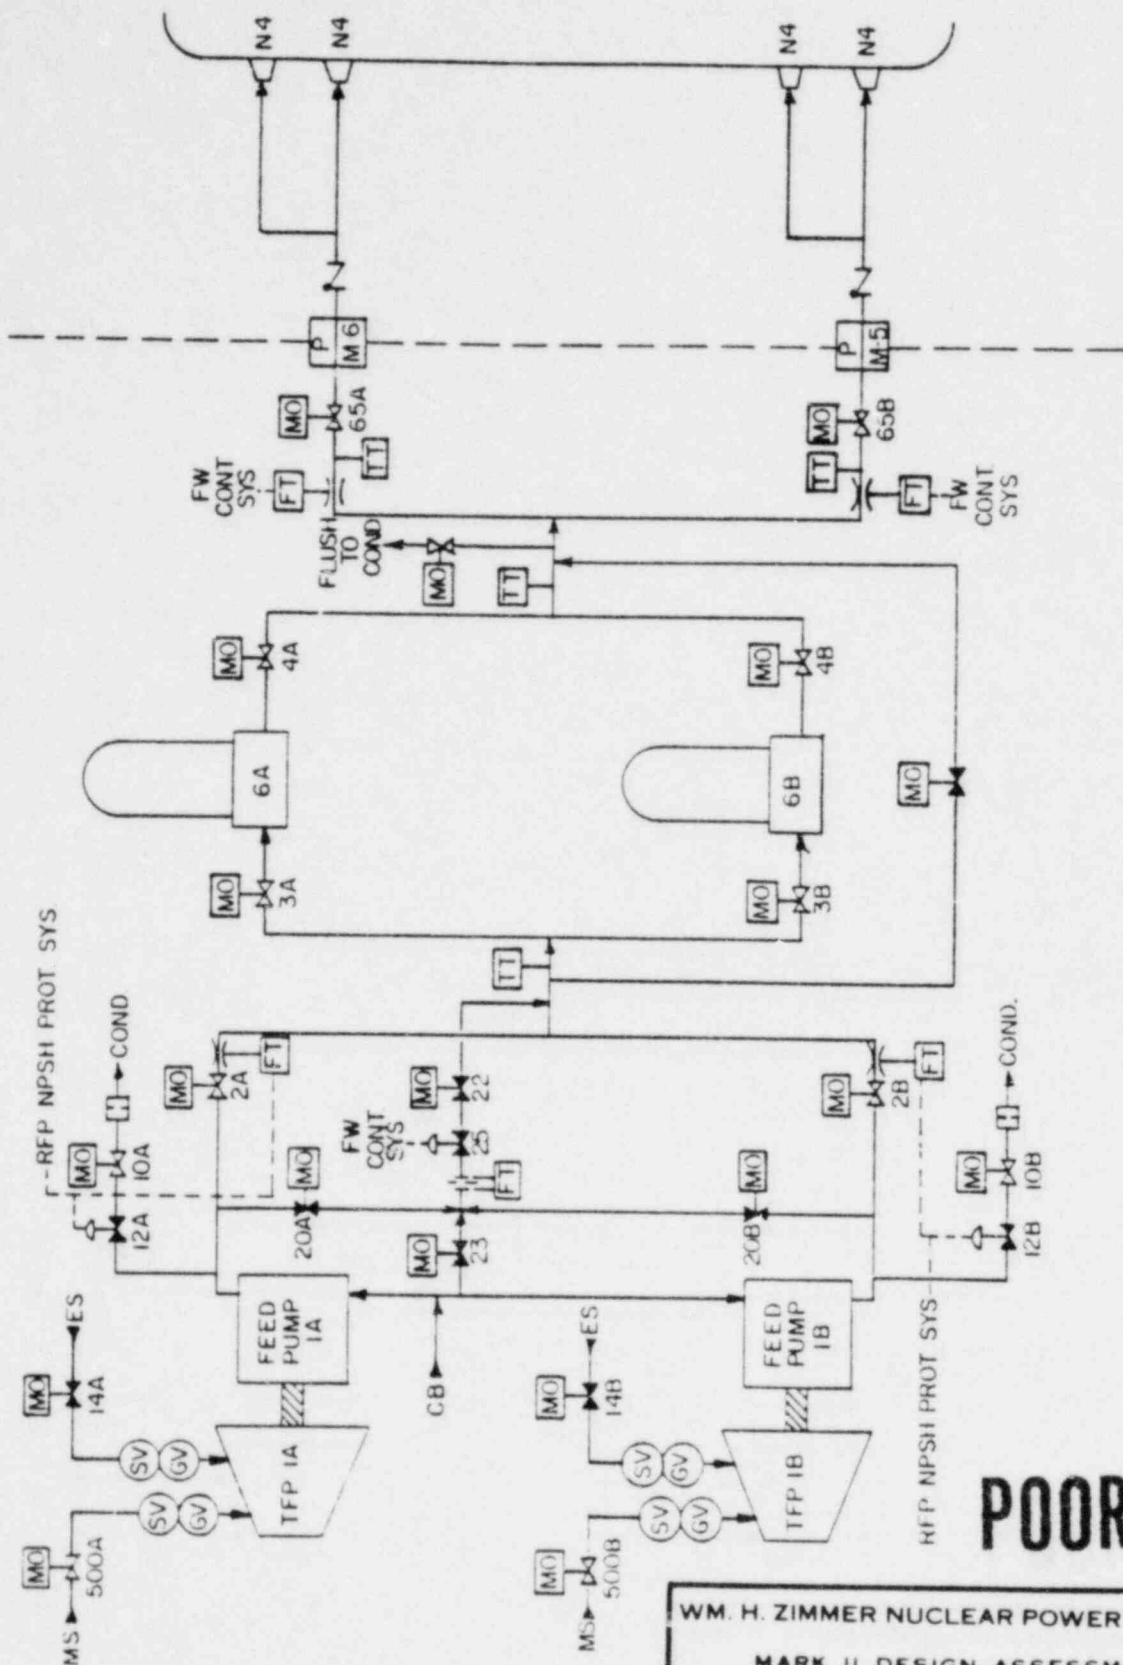 N4
N4
N4
N4
P
M 6
P
M-5
MO
65A
TT
FW
CONT
SYS
FT
MO
65B
TT
FT
FW
CONT
SYS
FLUSH
TO
COND
MO
TT
MO
4A
MO
4B
6A
6B
MO
MO
3A
MO
3B
TT
RFP NPSH PROT SYS
COND
H
MO
10A
12A
MO
2A
FT
MO
22
FW
CONT
SYS
25
FT
MO
20A
MO
20B
MO
23
MO
2B
FT
COND.
H
MO
10B
12B
RFP NPSH PROT SYS
FEED
PUMP
1A
FEED
PUMP
1B
CB
ES
MO
14A
ES
MO
14B
SV
GV
SV
GV
TFP 1A
SV
GV
SV
GV
TFP 1B
MO
500A
MS
MO
500B
MS
POOR
WM. H. ZIMMER NUCLEAR POWER
MARK II DESIGN ASSESSM